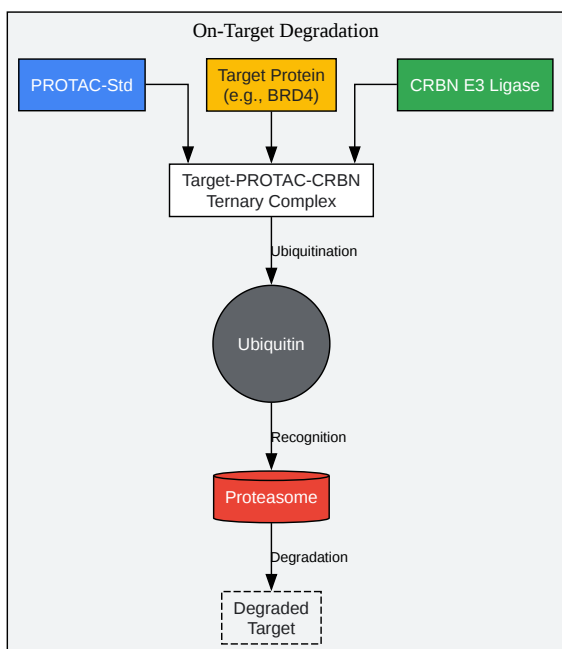 On-Target Degradation
PROTAC-Std
Target Protein
(e.g., BRD4)
CRBN E3 Ligase
Target-PROTAC-CRBN
Ternary Complex
Ubiquitination
Ubiquitin
Recognition
Proteasome
Degradation
Degraded
Target